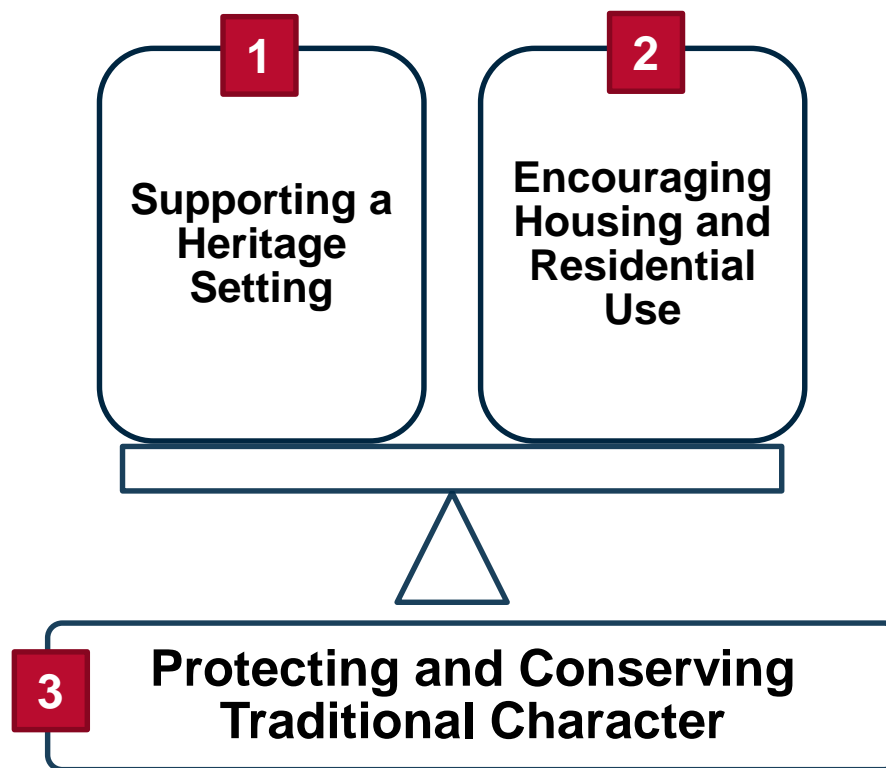 1
Supporting a
Heritage
Setting
2
Encouraging
Housing and
Residential
Use
3
Protecting and Conserving
Traditional Character